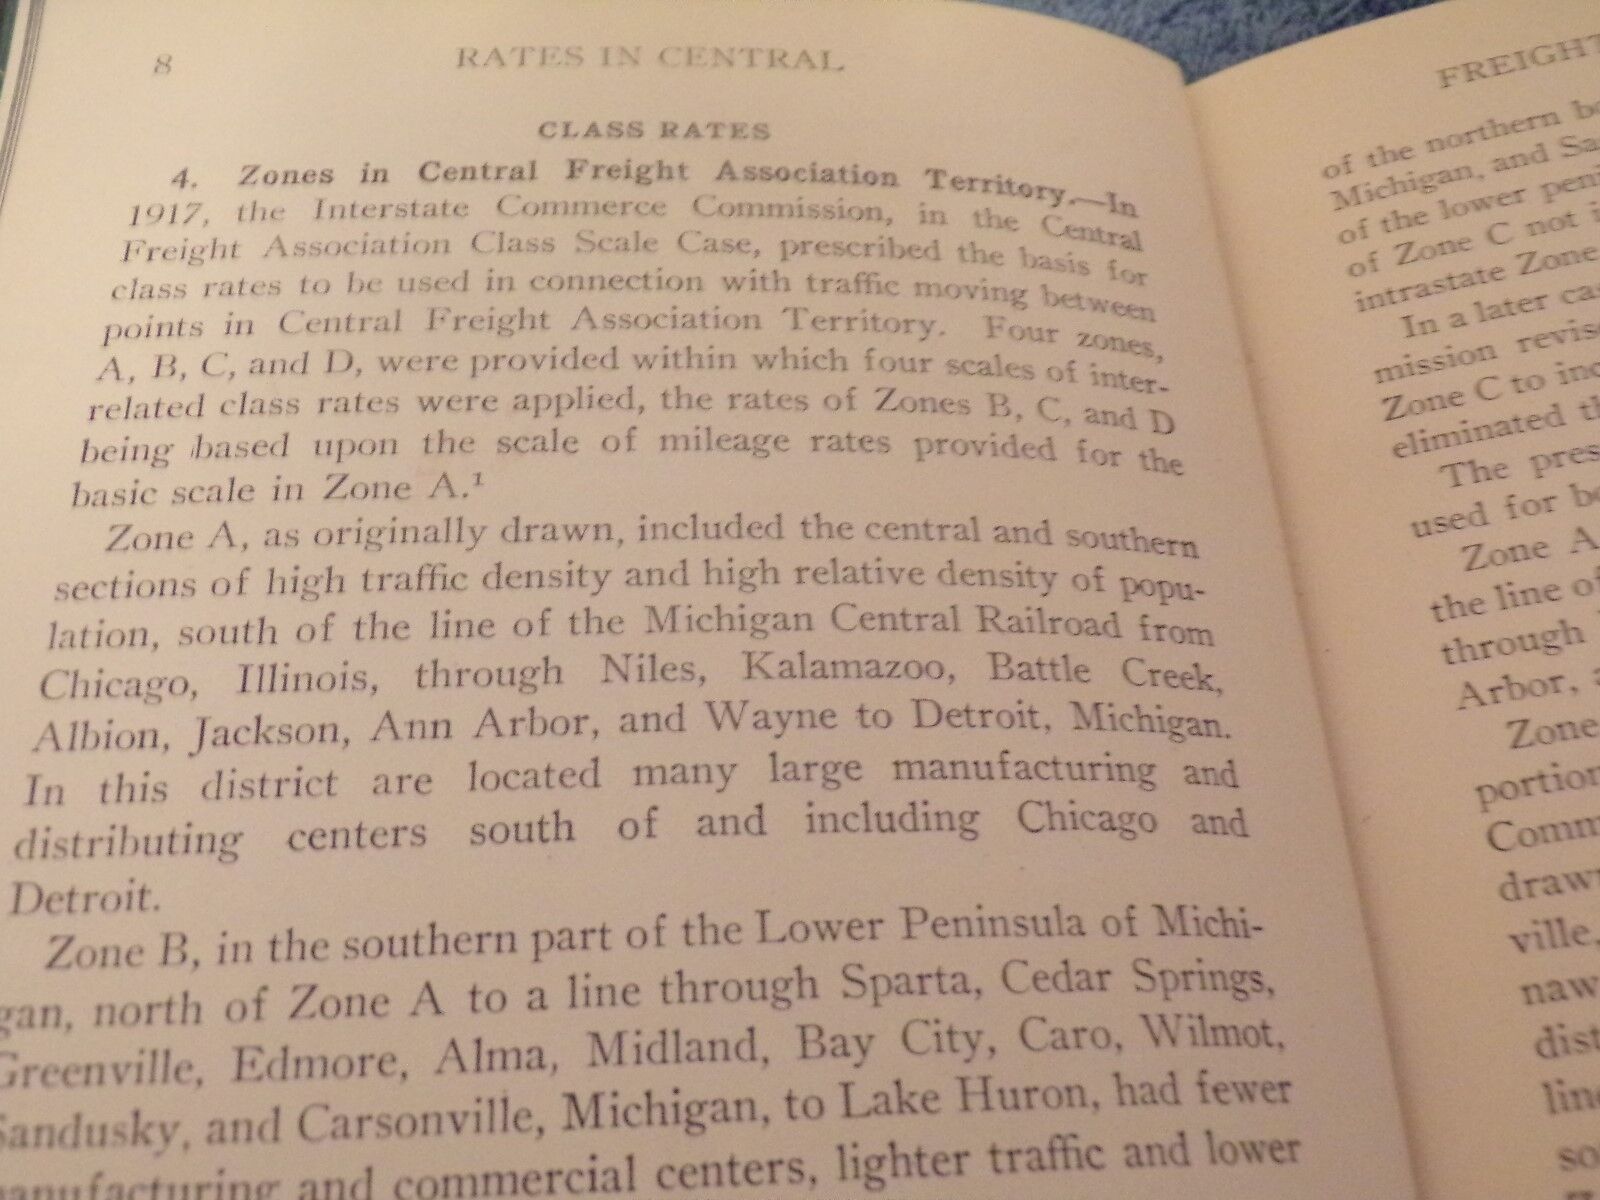 8 RATES IN CENTRAL
CLASS RATES
4. Zones in Central Freight Association Territory.—In
1917, the Interstate Commerce Commission, in the Central
Freight Association Class Scale Case, prescribed the basis for
class rates to be used in connection with traffic moving between
points in Central Freight Association Territory. Four zones,
A, B, C, and D, were provided within which four scales of inter-
related class rates were applied, the rates of Zones B, C, and D
being based upon the scale of mileage rates provided for the
basic scale in Zone A.¹
Zone A, as originally drawn, included the central and southern
sections of high traffic density and high relative density of popu-
lation, south of the line of the Michigan Central Railroad from
Chicago, Illinois, through Niles, Kalamazoo, Battle Creek,
Albion, Jackson, Ann Arbor, and Wayne to Detroit, Michigan.
In this district are located many large manufacturing and
distributing centers south of and including Chicago and
Detroit.
Zone B, in the southern part of the Lower Peninsula of Michi-
gan, north of Zone A to a line through Sparta, Cedar Springs,
Greenville, Edmore, Alma, Midland, Bay City, Caro, Wilmot,
Sandusky, and Carsonville, Michigan, to Lake Huron, had fewer
manufacturing and commercial centers, lighter traffic and lower
FREIGHT
of the northern
Michigan, and
of the lower
of Zone C not
intrastate Zone
In a later
mission
Zone C to
eliminated
The
used for
Zone A
the line of
through
Arbor,
Zone
portion
drawn
ville,